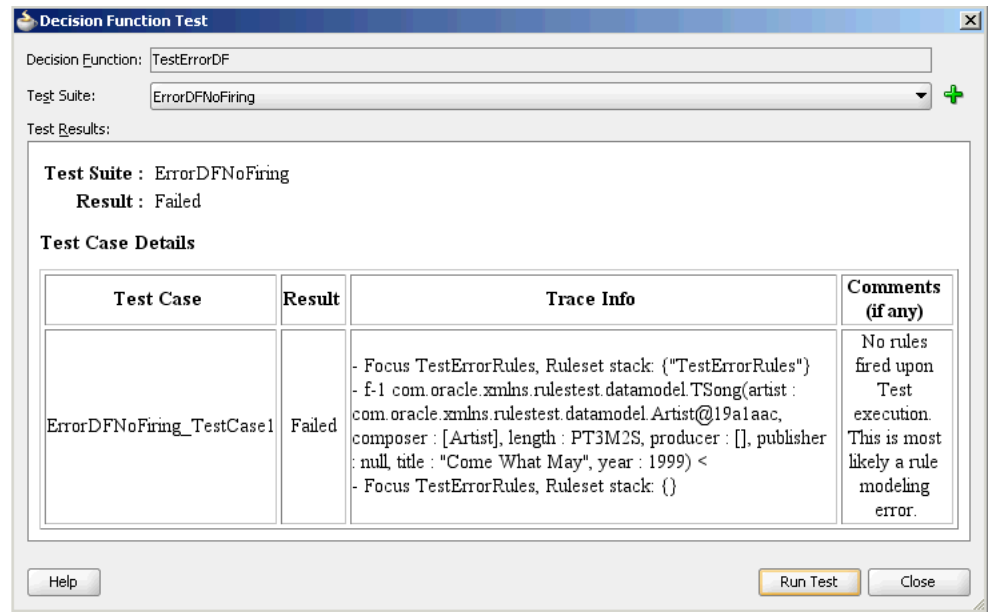 Decision Function Test
Decision Function: TestErrorDF
Test Suite: ErrorDFNoFiring
Test Results:
Test Suite : ErrorDFNoFiring
Result : Failed
Test Case Details
Test Case Result Trace Info Comments (if any)
ErrorDFNoFiring_TestCase1 Failed
- Focus TestErrorRules, Ruleset stack: {"TestErrorRules"}
- f-1 com.oracle.xmlns.rulestest.datamodel.TSong(artist :
com.oracle.xmlns.rulestest.datamodel.Artist@19a1aac,
composer : [Artist], length : PT3M2S, producer : [], publisher
: null, title : "Come What May", year : 1999) <
- Focus TestErrorRules, Ruleset stack: {}
No rules
fired upon
Test
execution.
This is most
likely a rule
modeling
error.
Help Run Test Close